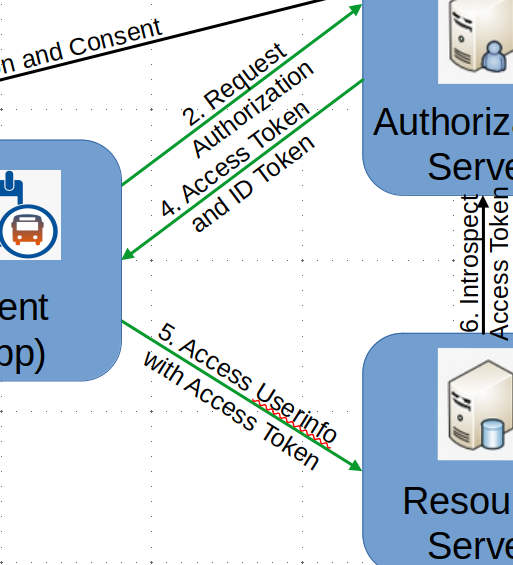 n and Consent
2. Request
Authorization
4. Access Token
and ID Token
Authoriz
Serve
6. Introspect
Access Token
ent
pp)
5. Access Userinfo
with Access Token
Resou
Serve